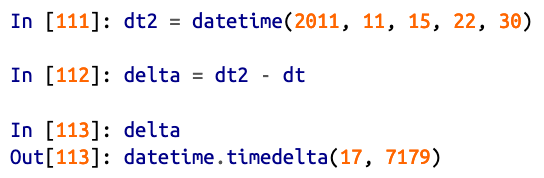 In [111]: dt2 = datetime(2011, 11, 15, 22, 30)
In [112]: delta = dt2 - dt
In [113]: delta
Out[113]: datetime.timedelta(17, 7179)